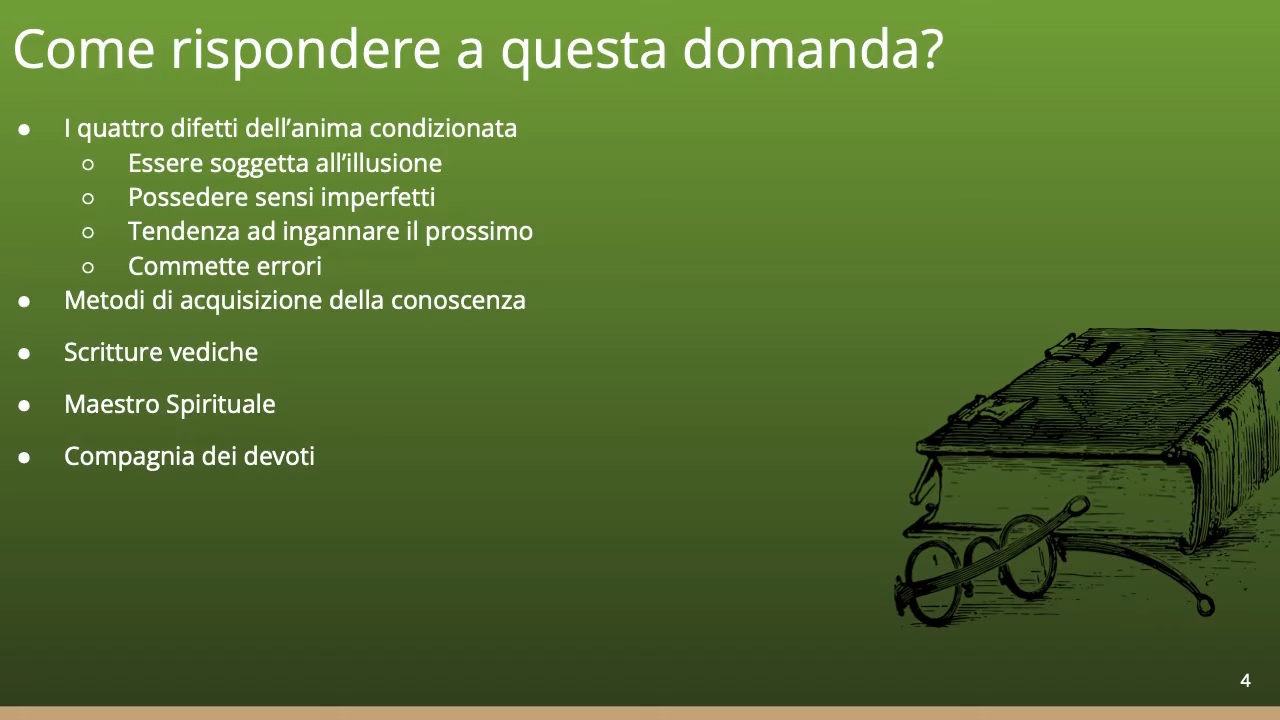 Come rispondere a questa domanda?
● I quattro difetti dell’anima condizionata
○ Essere soggetta all’illusione
○ Possedere sensi imperfetti
○ Tendenza ad ingannare il prossimo
○ Commette errori
● Metodi di acquisizione della conoscenza
● Scritture vediche
● Maestro Spirituale
● Compagnia dei devoti
4